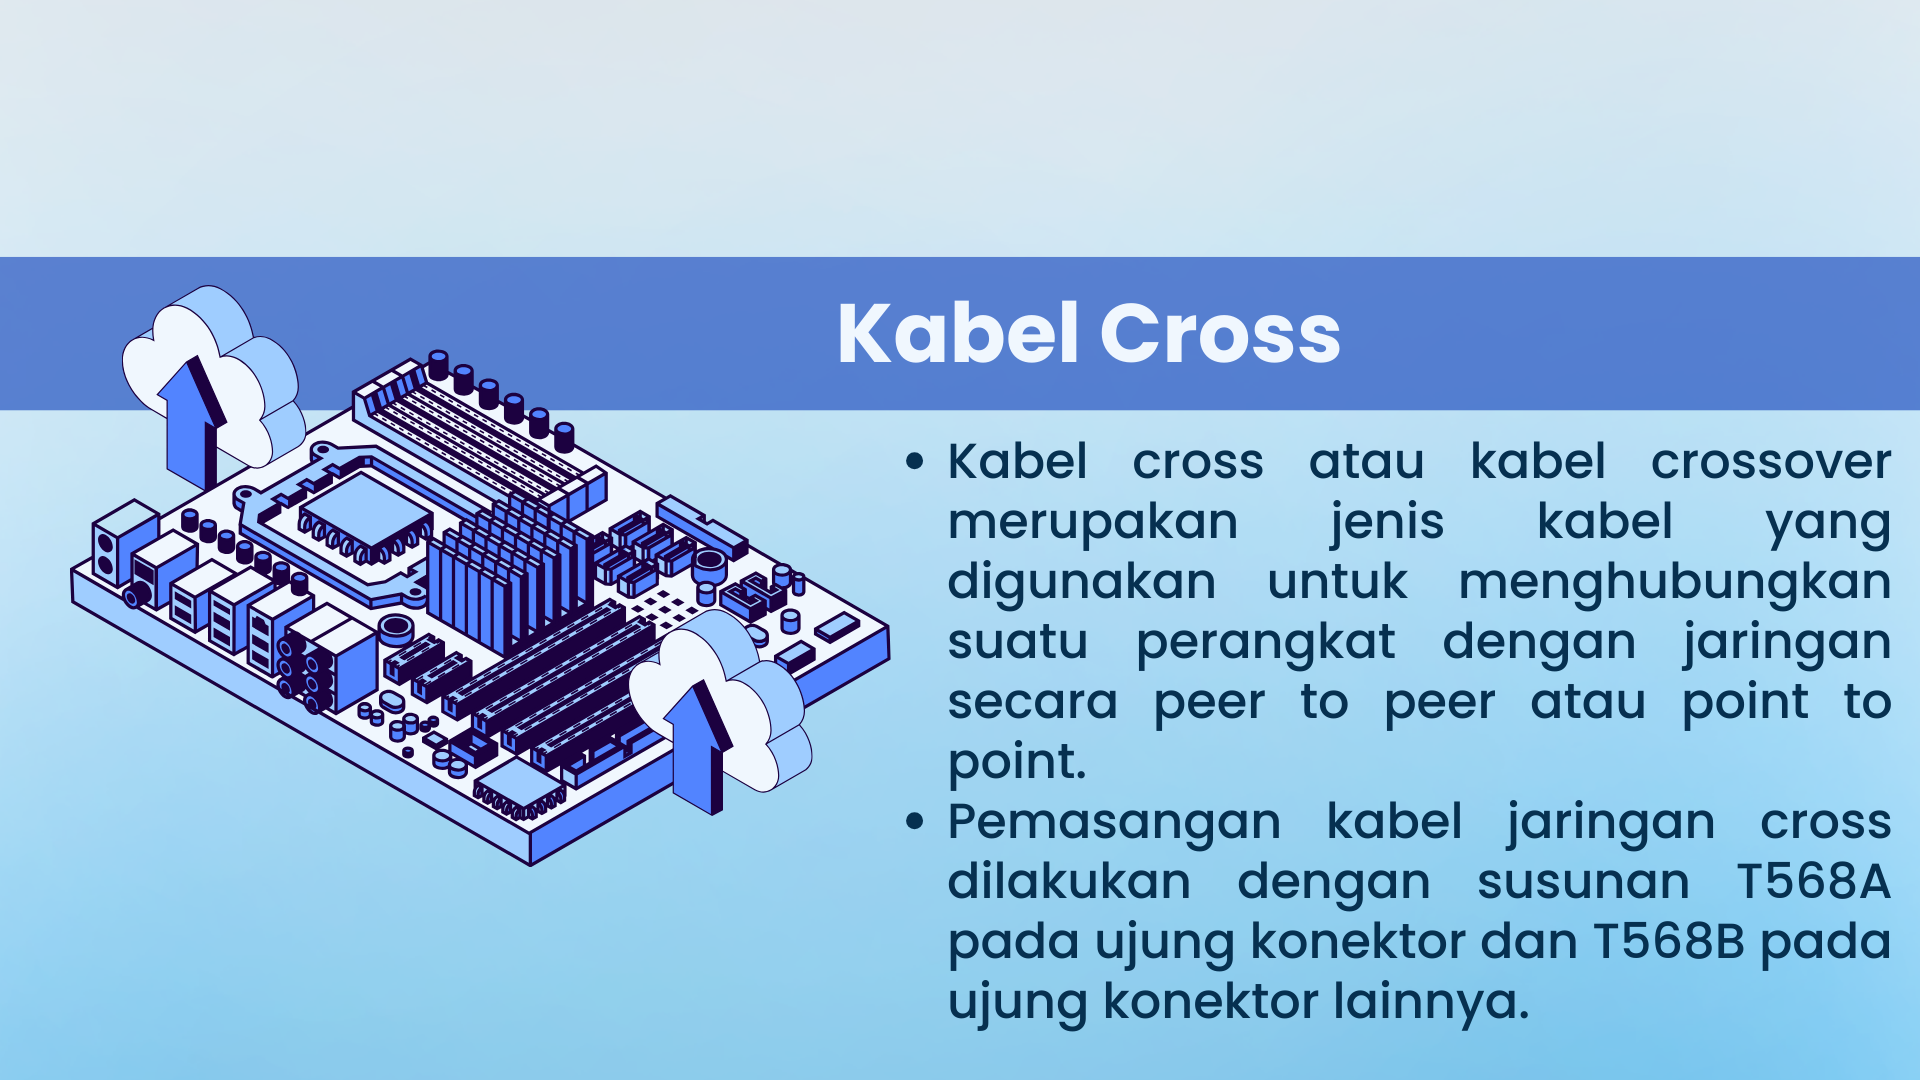 Kabel Cross
• Kabel cross atau kabel crossover
merupakan jenis kabel yang
digunakan untuk menghubungkan
suatu perangkat dengan jaringan
secara peer to peer atau point to
point.
• Pemasangan kabel jaringan cross
dilakukan dengan susunan T568A
pada ujung konektor dan T568B pada
ujung konektor lainnya.